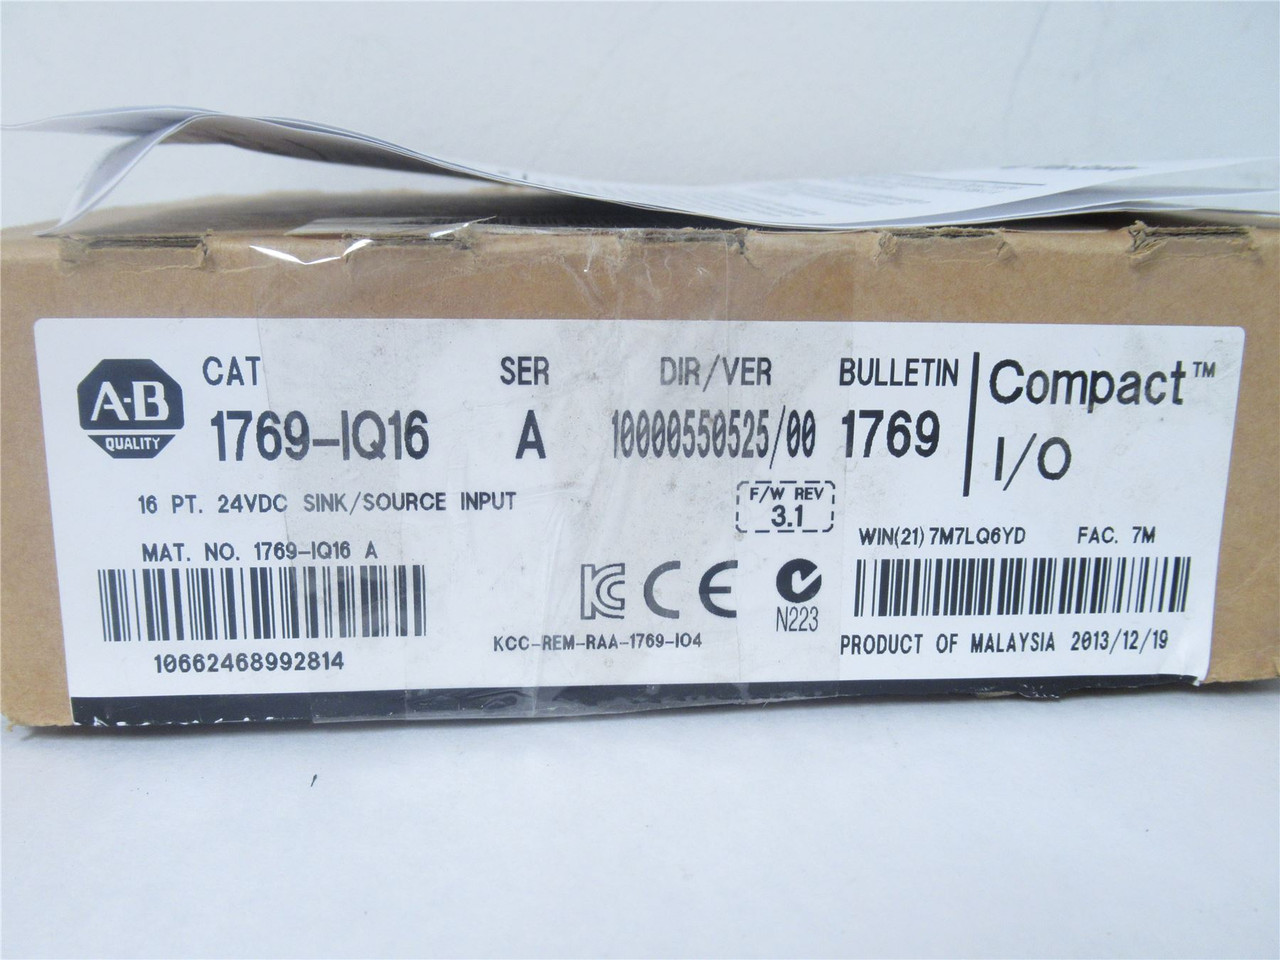 CAT SER DIR/VER BULLETIN Compact™
A-B 1769-IQ16 A 10000550525/00 1769 I/O
QUALITY
16 PT. 24VDC SINK/SOURCE INPUT F/W REV
3.1
MAT. NO. 1769-IQ16 A WIN(21) 7M7LQ6YD FAC. 7M
KC CE N223
KCC-REM-RAA-1769-IO4 PRODUCT OF MALAYSIA 2013/12/19
10662468992814